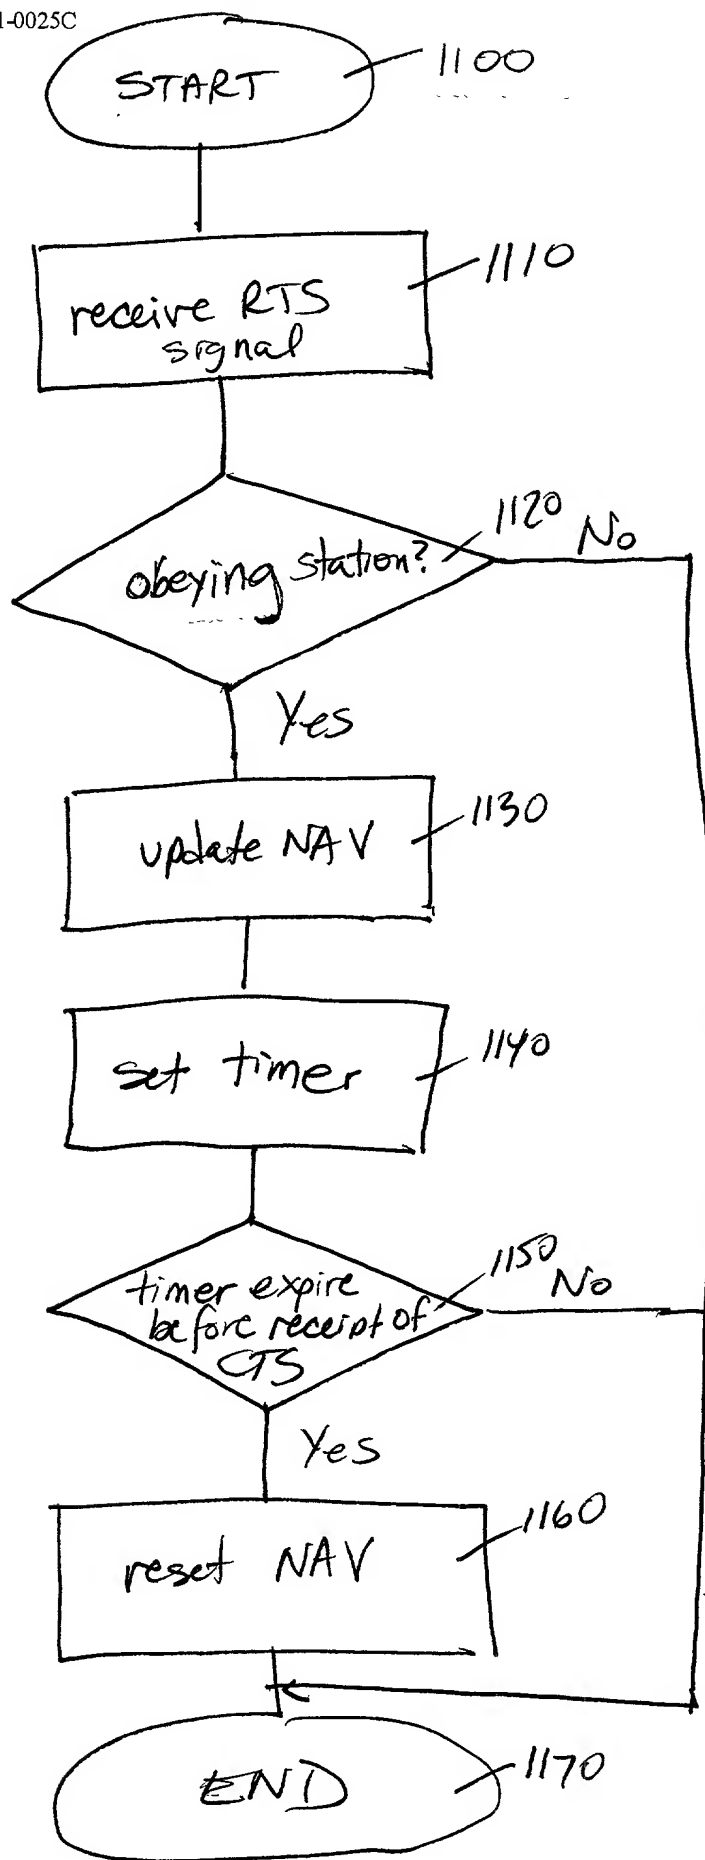 1-0025C
START
1100
receive RTS
signal
1110
obeying station?
1120
No
Yes
update NAV
1130
set timer
1140
timer expire
before receipt of
CTS
1150
No
Yes
reset NAV
1160
END
1170